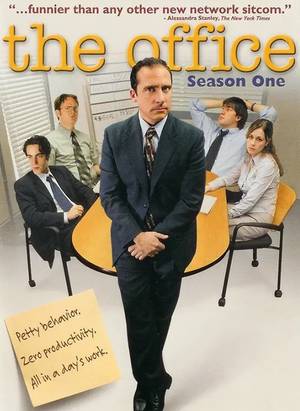 “...funnier than any other new network sitcom.”
- Alessandra Stanley, The New York Times
the office
SEASON ONE
Petty behavior.
Zero productivity.
All in a day's work.